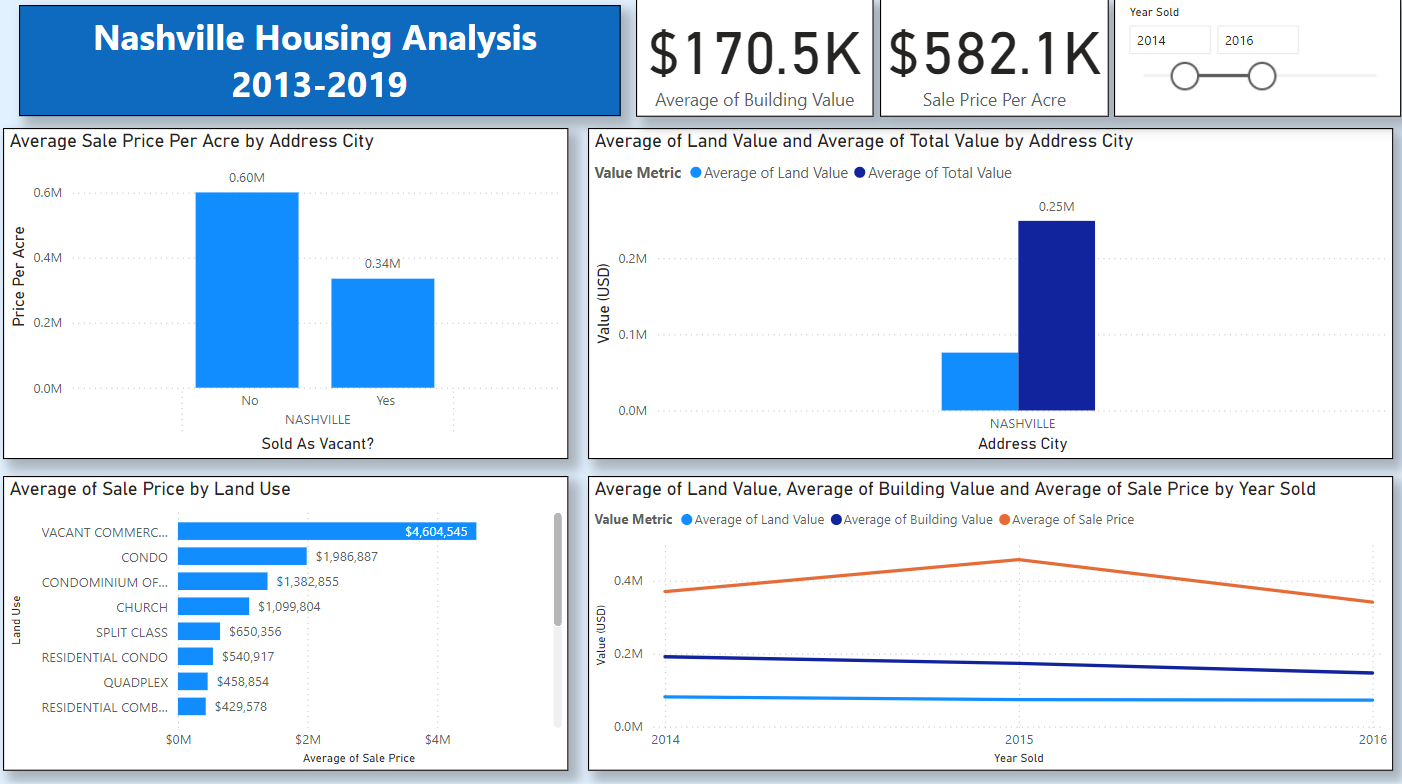 Nashville Housing Analysis
2013-2019
$170.5K
Average of Building Value
$582.1K
Sale Price Per Acre
Year Sold
2014 2016
Average Sale Price Per Acre by Address City
0.60M
0.6M
0.34M
0.4M
0.2M
0.0M
Price Per Acre
No Yes
NASHVILLE
Sold As Vacant?
Average of Land Value and Average of Total Value by Address City
Value Metric Average of Land Value Average of Total Value
0.25M
0.2M
0.1M
0.0M
Value (USD)
NASHVILLE
Address City
Average of Sale Price by Land Use
Land Use
VACANT COMMERC... $4,604,545
CONDO $1,986,887
CONDOMINIUM OF... $1,382,855
CHURCH $1,099,804
SPLIT CLASS $650,356
RESIDENTIAL CONDO $540,917
QUADPLEX $458,854
RESIDENTIAL COMB... $429,578
$0M $2M $4M
Average of Sale Price
Average of Land Value, Average of Building Value and Average of Sale Price by Year Sold
Value Metric Average of Land Value Average of Building Value Average of Sale Price
0.4M
0.2M
0.0M
Value (USD)
2014 2015 2016
Year Sold